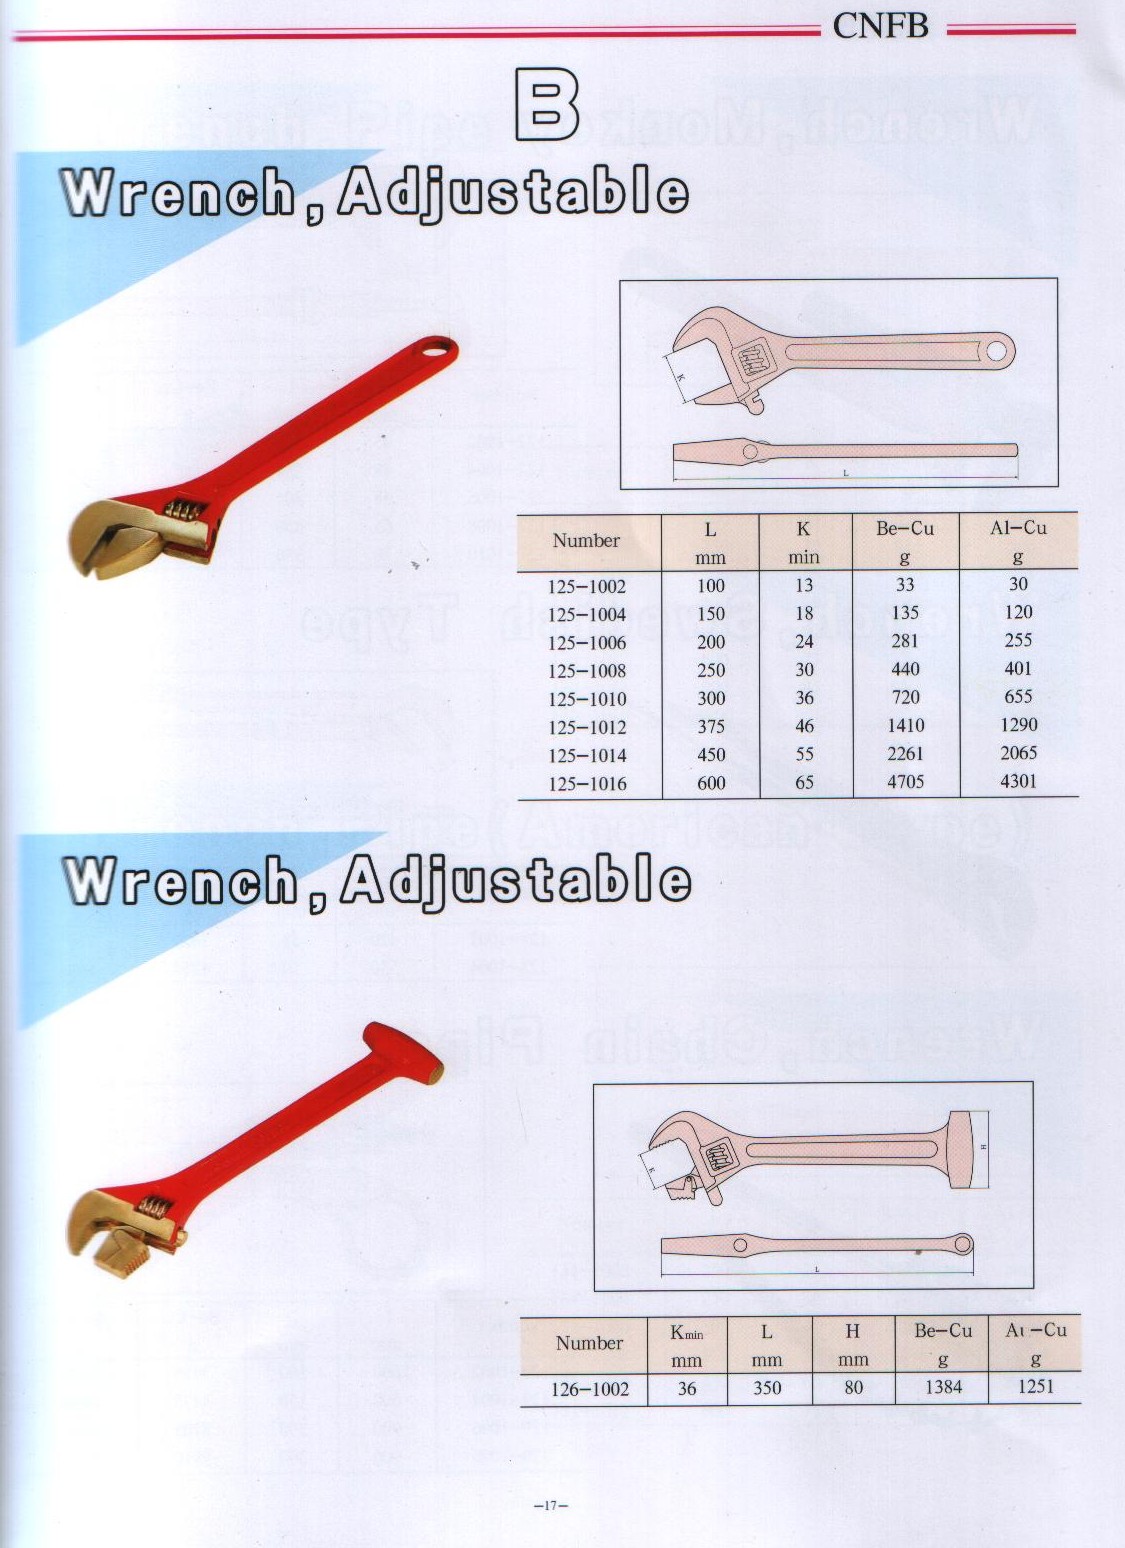 CNFB
B
Wrench, Adjustable
K
L
Number L K Be-Cu Al-Cu
mm min g g
125-1002 100 13 33 30
125-1004 150 18 135 120
125-1006 200 24 281 255
125-1008 250 30 440 401
125-1010 300 36 720 655
125-1012 375 46 1410 1290
125-1014 450 55 2261 2065
125-1016 600 65 4705 4301
Wrench, Adjustable
K
H
L
Number Kmin L H Be-Cu Al-Cu
mm mm mm g g
126-1002 36 350 80 1384 1251
-17-